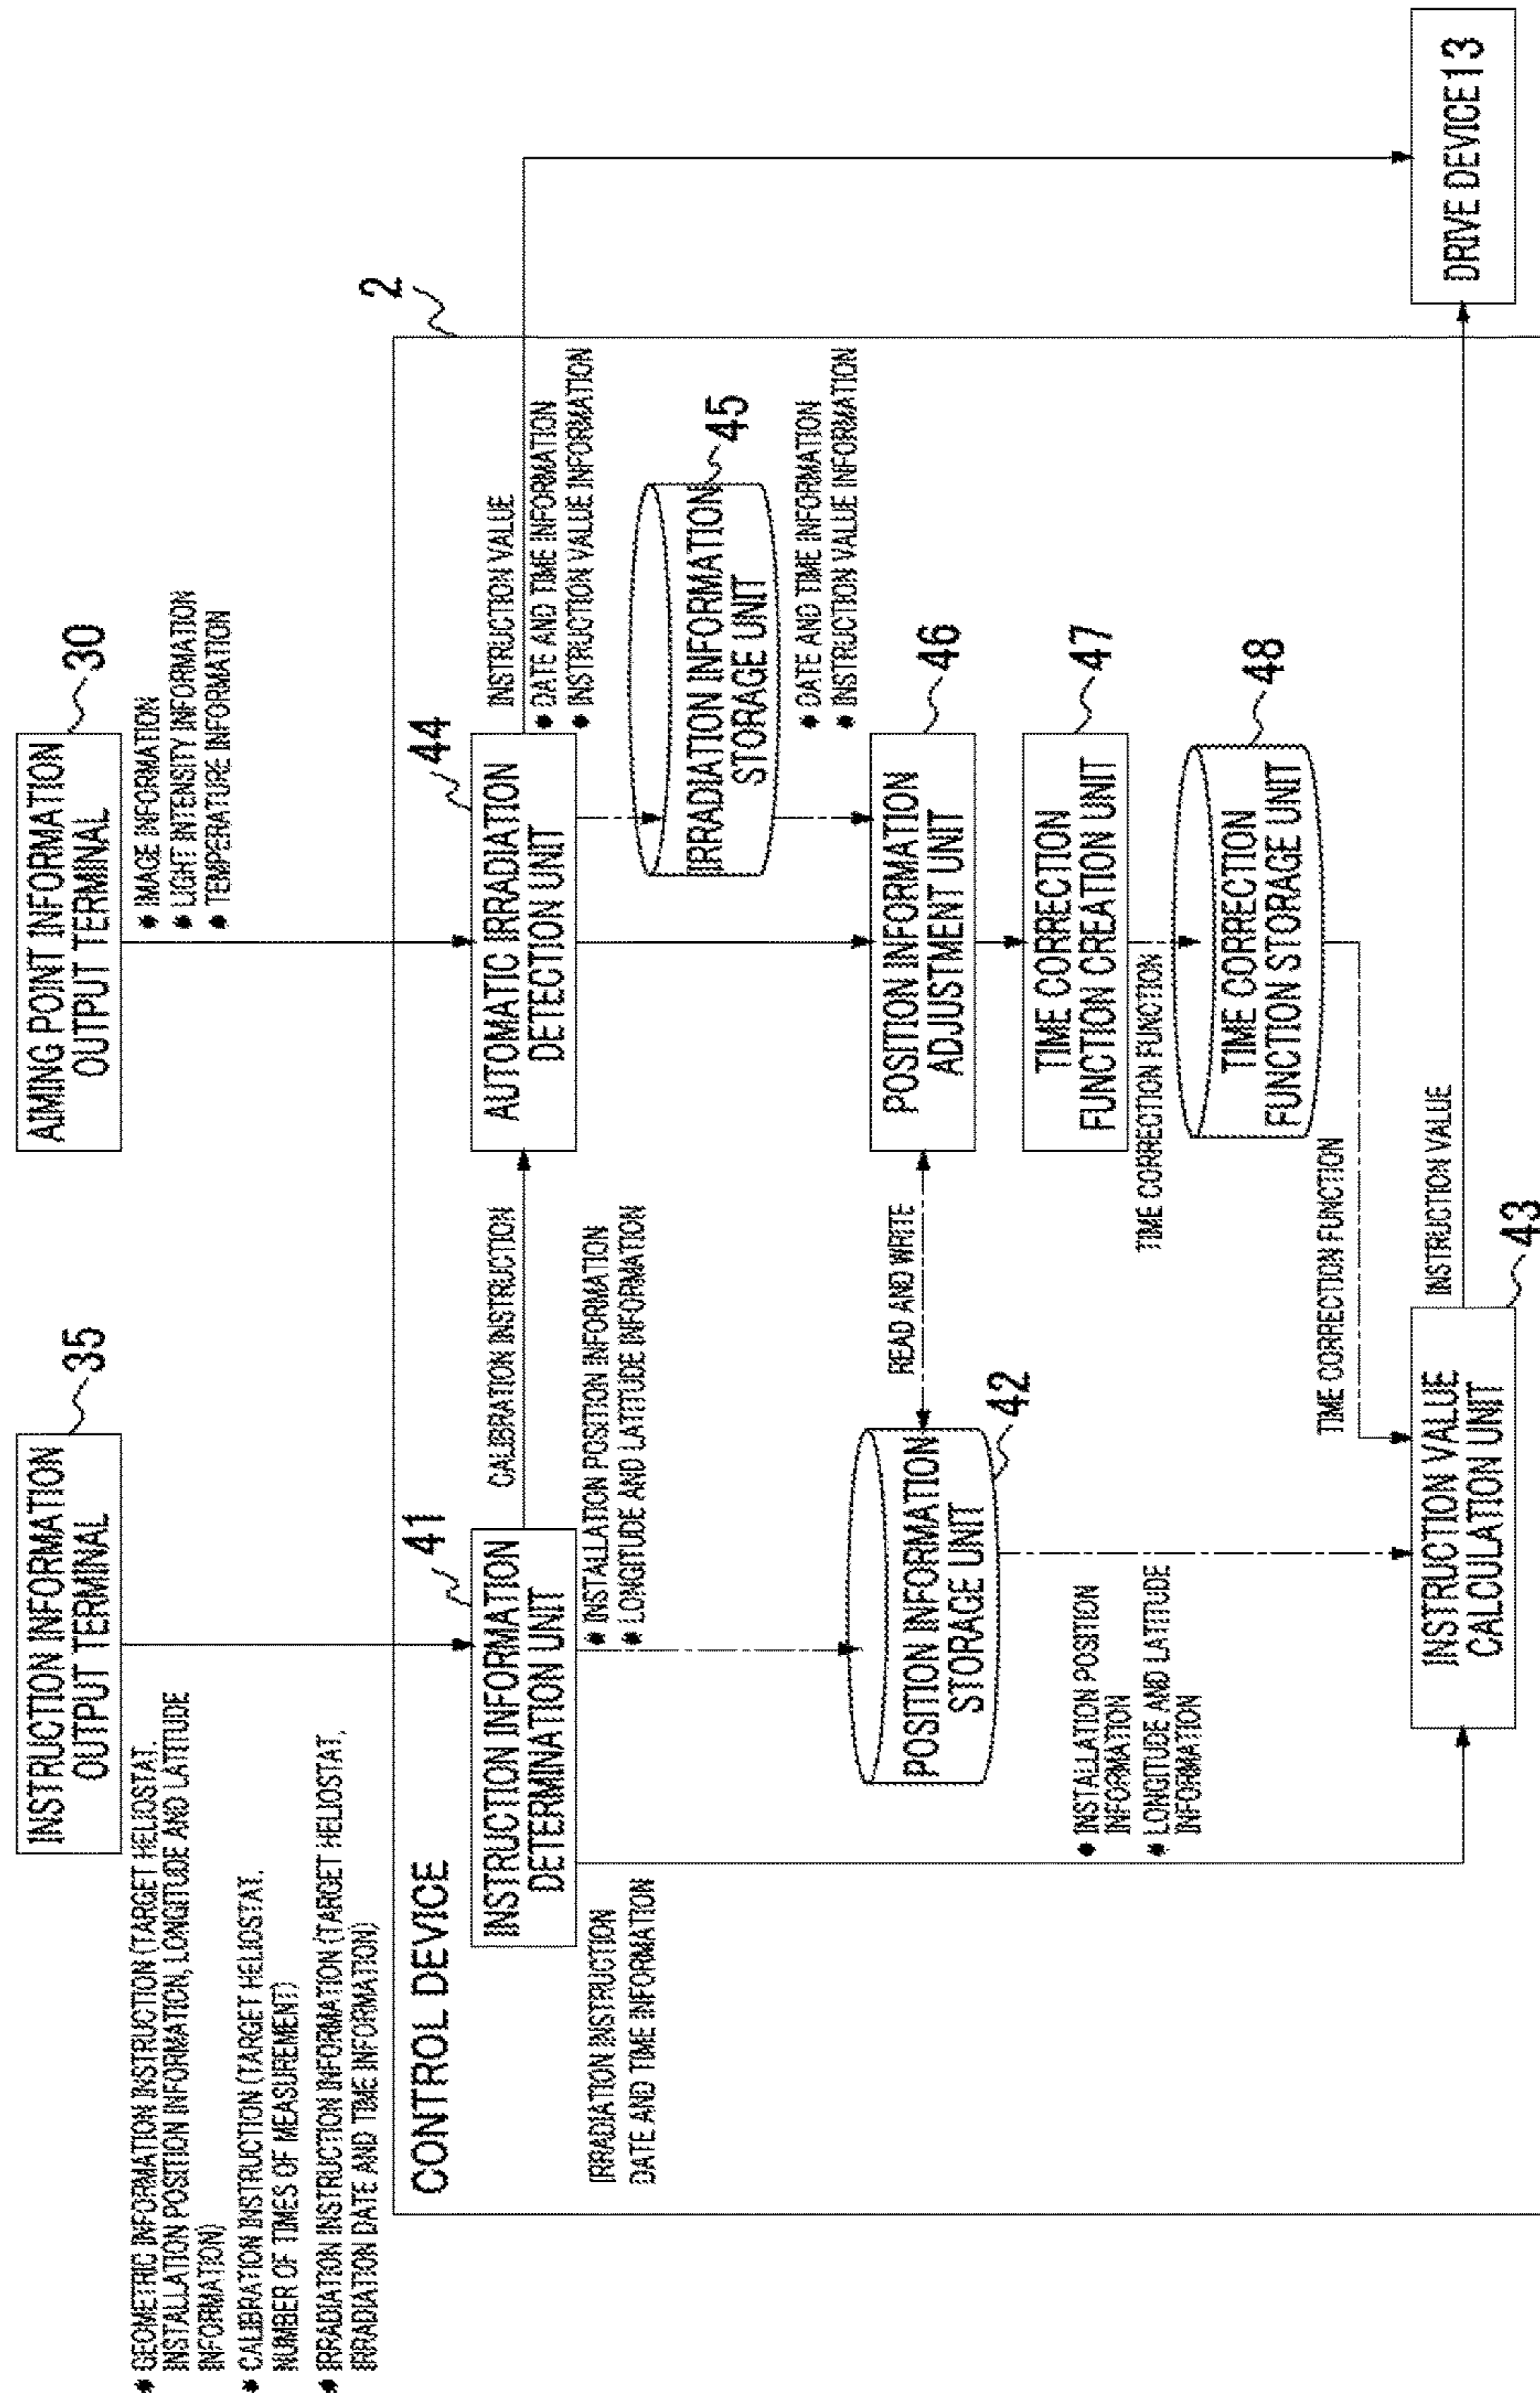 INSTRUCTION INFORMATION
OUTPUT TERMINAL
35
AIMING POINT INFORMATION
OUTPUT TERMINAL
30
● GEOMETRIC INFORMATION INSTRUCTION (TARGET HELIOSTAT,
INSTALLATION POSITION INFORMATION, LONGITUDE AND LATITUDE
INFORMATION)
● CALIBRATION INSTRUCTION (TARGET HELIOSTAT,
NUMBER OF TIMES OF MEASUREMENT)
● IRRADIATION INSTRUCTION INFORMATION (TARGET HELIOSTAT,
IRRADIATION DATE AND TIME INFORMATION)
● IMAGE INFORMATION
● LIGHT INTENSITY INFORMATION
● TEMPERATURE INFORMATION
2
CONTROL DEVICE
41
INSTRUCTION INFORMATION
DETERMINATION UNIT
CALIBRATION INSTRUCTION
44
AUTOMATIC IRRADIATION
DETECTION UNIT
INSTRUCTION VALUE
● DATE AND TIME INFORMATION
● INSTRUCTION VALUE INFORMATION
IRRADIATION INSTRUCTION
DATE AND TIME INFORMATION
● INSTALLATION POSITION INFORMATION
● LONGITUDE AND LATITUDE INFORMATION
IRRADIATION INFORMATION
STORAGE UNIT
45
● DATE AND TIME INFORMATION
● INSTRUCTION VALUE INFORMATION
POSITION INFORMATION
STORAGE UNIT
42
READ AND WRITE
POSITION INFORMATION
ADJUSTMENT UNIT
46
TIME CORRECTION
FUNCTION CREATION UNIT
47
TIME CORRECTION FUNCTION
TIME CORRECTION
FUNCTION STORAGE UNIT
48
● INSTALLATION POSITION
INFORMATION
● LONGITUDE AND LATITUDE
INFORMATION
TIME CORRECTION FUNCTION
INSTRUCTION VALUE
CALCULATION UNIT
43
INSTRUCTION VALUE
DRIVE DEVICE13